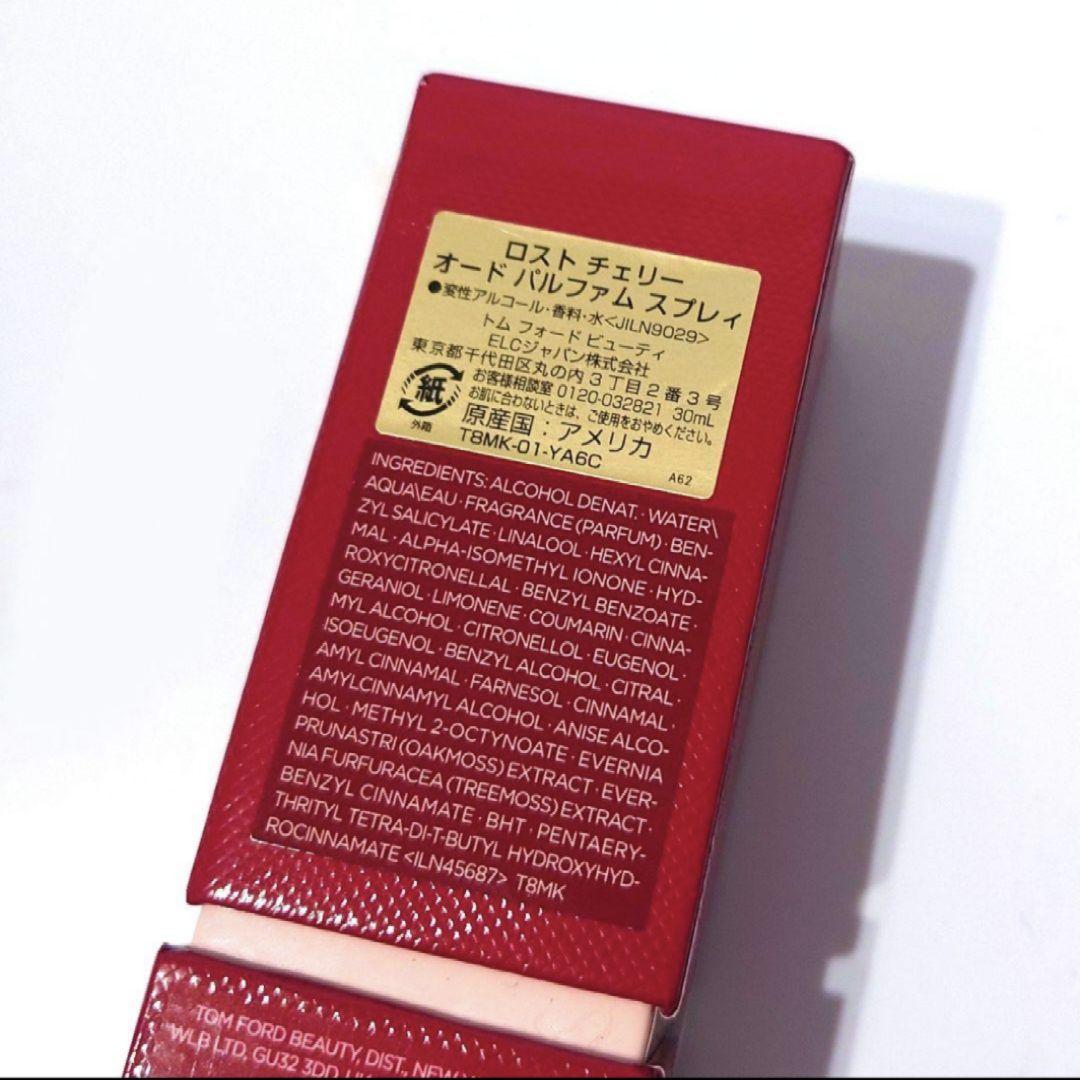 ロスト チェリー
オード パルファム スプレィ
●変性アルコール・香料・水<JILN9029>
トム フォード ビューティ
ELCジャパン株式会社
東京都千代田区丸の内3丁目2番3号
お客様相談室 0120-032821 30mL
お肌に合わないときは、ご使用をおやめください。
紙
外箱
原産国:アメリカ
T8MK-01-YA6C
A62
INGREDIENTS: ALCOHOL DENAT. · WATER\
AQUA\EAU · FRAGRANCE (PARFUM) · BEN-
ZYL SALICYLATE · LINALOOL · HEXYL CINNA-
MAL · ALPHA-ISOMETHYL IONONE · HYD-
ROXYCITRONELLAL · BENZYL BENZOATE ·
GERANIOL · LIMONENE · COUMARIN · CINNA-
MYL ALCOHOL · CITRONELLOL · EUGENOL ·
ISOEUGENOL · BENZYL ALCOHOL · CITRAL ·
AMYL CINNAMAL · FARNESOL · CINNAMAL ·
AMYLCINNAMYL ALCOHOL · ANISE ALCO-
HOL · METHYL 2-OCTYNOATE · EVERNIA
PRUNASTRI (OAKMOSS) EXTRACT · EVER-
NIA FURFURACEA (TREEMOSS) EXTRACT ·
BENZYL CINNAMATE · BHT · PENTAERY-
THRITYL TETRA-DI-T-BUTYL HYDROXYHYD-
ROCINNAMATE <ILN45687> T8MK
TOM FORD BEAUTY, DIST., NEW
WLB LTD, GU32 3DD,